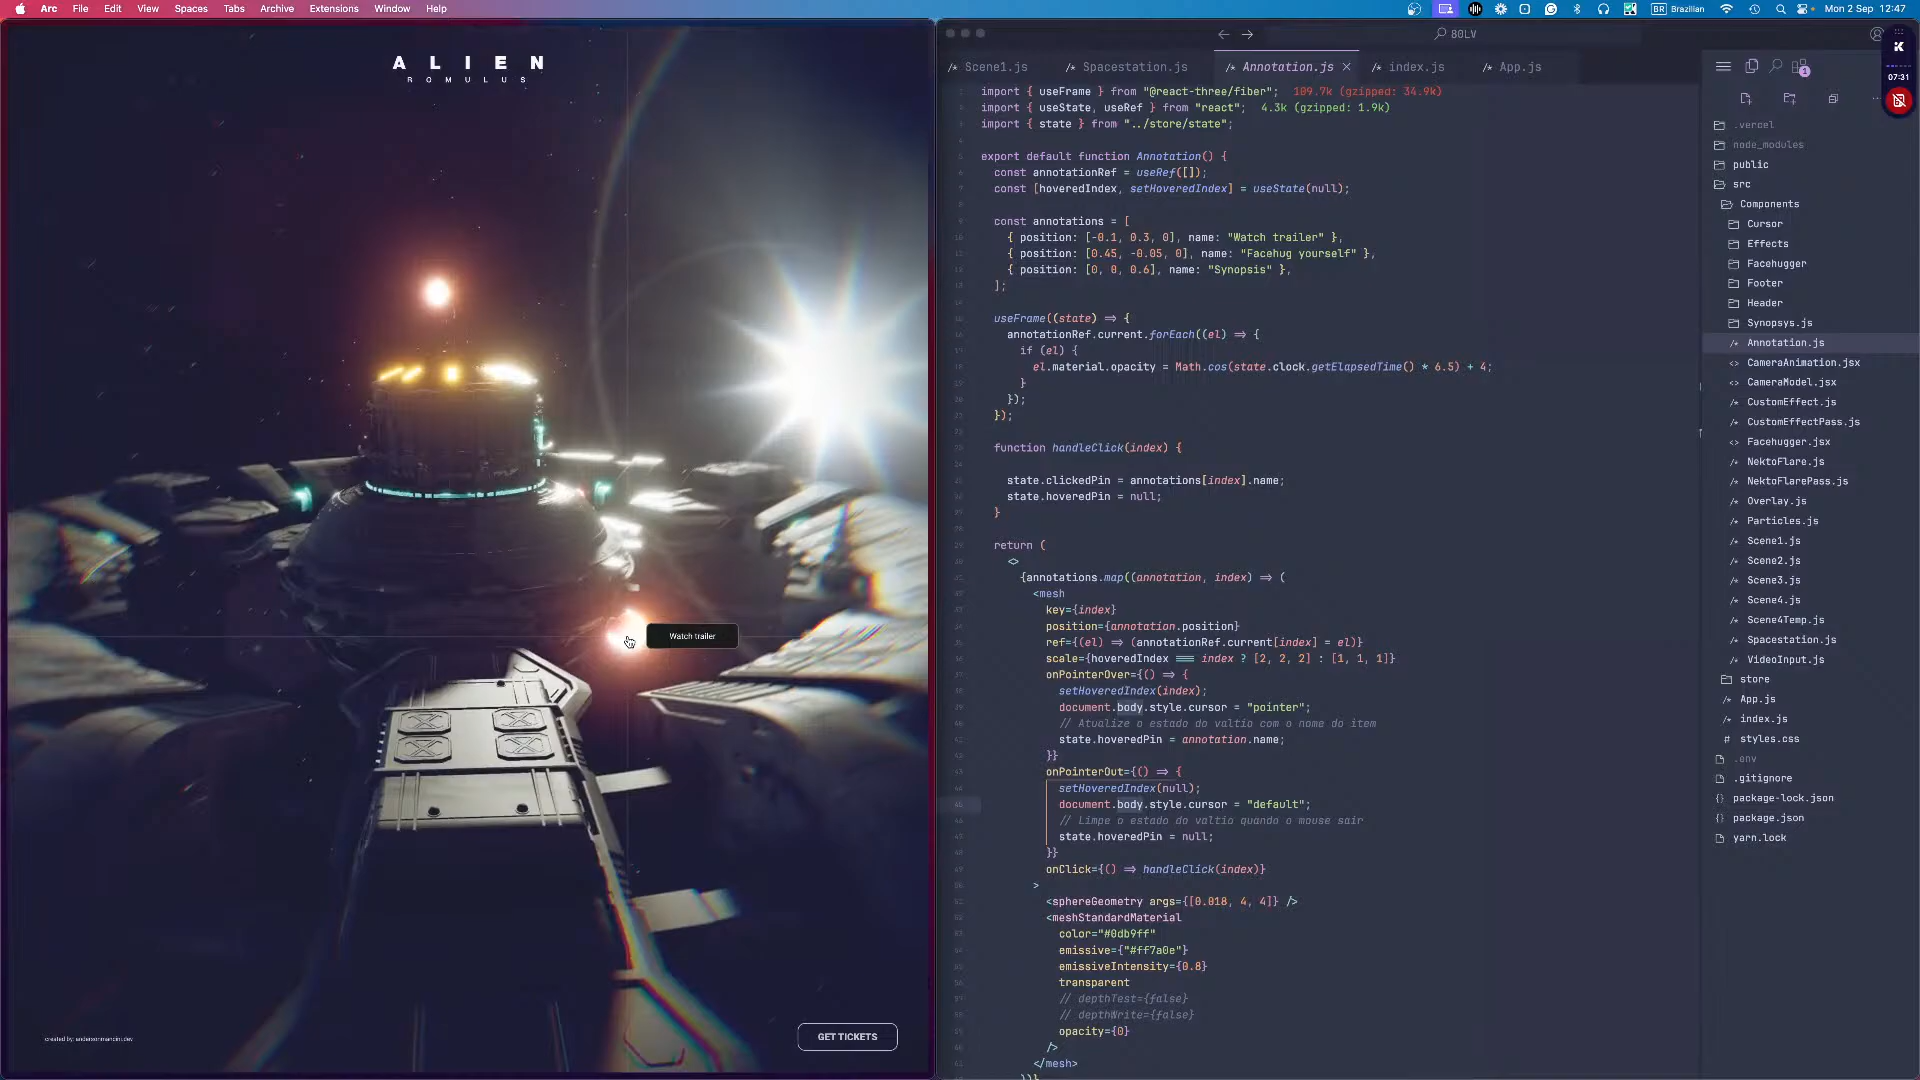 Arc File Edit View Spaces Tabs Archive Extensions Window Help
BR Brazilian Mon 2 Sep 12:47
ALIEN
ROMULUS
Watch trailer
created by: andersonmancini.dev
GET TICKETS
80LV
Scene1.js Spacestation.js Annotation.js index.js App.js
import { useFrame } from "@react-three/fiber"; 109.7k (gzipped: 34.9k)
import { useState, useRef } from "react"; 4.3k (gzipped: 1.9k)
import { state } from "../store/state";
export default function Annotation() {
const annotationRef = useRef([]);
const [hoveredIndex, setHoveredIndex] = useState(null);
const annotations = [
{ position: [-0.1, 0.3, 0], name: "Watch trailer" },
{ position: [0.45, -0.05, 0], name: "Facehug yourself" },
{ position: [0, 0, 0.6], name: "Synopsis" },
];
useFrame((state) => {
annotationRef.current.forEach((el) => {
if (el) {
el.material.opacity = Math.cos(state.clock.getElapsedTime() * 6.5) + 4;
}
});
});
function handleClick(index) {
state.clickedPin = annotations[index].name;
state.hoveredPin = null;
}
return (
<>
{annotations.map((annotation, index) => (
<mesh
key={index}
position={annotation.position}
ref={(el) => (annotationRef.current[index] = el)}
scale={hoveredIndex === index ? [2, 2, 2] : [1, 1, 1]}
onPointerOver={() => {
setHoveredIndex(index);
document.body.style.cursor = "pointer";
// Atualize o estado do valtio com o nome do item
state.hoveredPin = annotation.name;
}}
onPointerOut={() => {
setHoveredIndex(null);
document.body.style.cursor = "default";
// Limpe o estado do valtio quando o mouse sair
state.hoveredPin = null;
}}
onClick={() => handleClick(index)}
>
<sphereGeometry args={[0.018, 4, 4]} />
<meshStandardMaterial
color="#0db9ff"
emissive={"#ff7a0e"}
emissiveIntensity={0.8}
transparent
// depthTest={false}
// depthWrite={false}
opacity={0}
/>
</mesh>
))}
K
07:31
1
.vercel
node_modules
public
src
Components
Cursor
Effects
Facehugger
Footer
Header
Synopsys.js
Annotation.js
CameraAnimation.jsx
CameraModel.jsx
CustomEffect.js
CustomEffectPass.js
Facehugger.jsx
NektoFlare.js
NektoFlarePass.js
Overlay.js
Particles.js
Scene1.js
Scene2.js
Scene3.js
Scene4.js
Scene4Temp.js
Spacestation.js
VideoInput.js
store
App.js
index.js
styles.css
.env
.gitignore
package-lock.json
package.json
yarn.lock